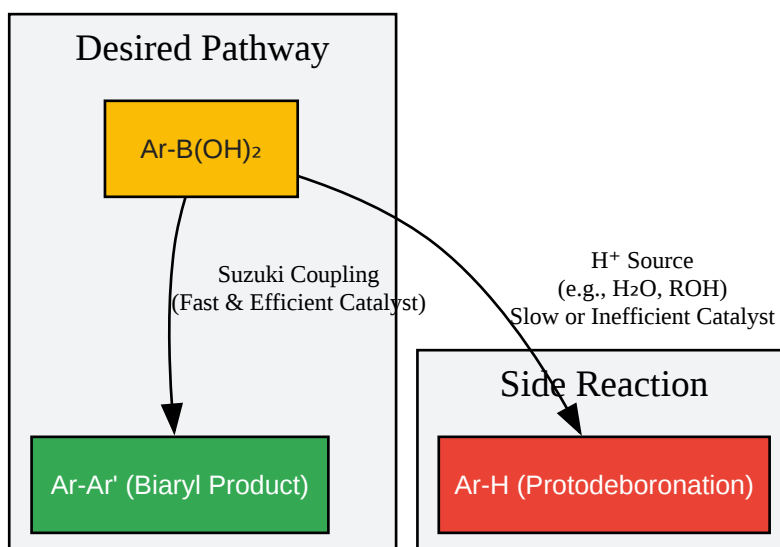 Desired Pathway
Ar-B(OH)₂
Suzuki Coupling
(Fast & Efficient Catalyst)
H⁺ Source
(e.g., H₂O, ROH)
Slow or Inefficient Catalyst
Side Reaction
Ar-Ar' (Biaryl Product)
Ar-H (Protodeboronation)